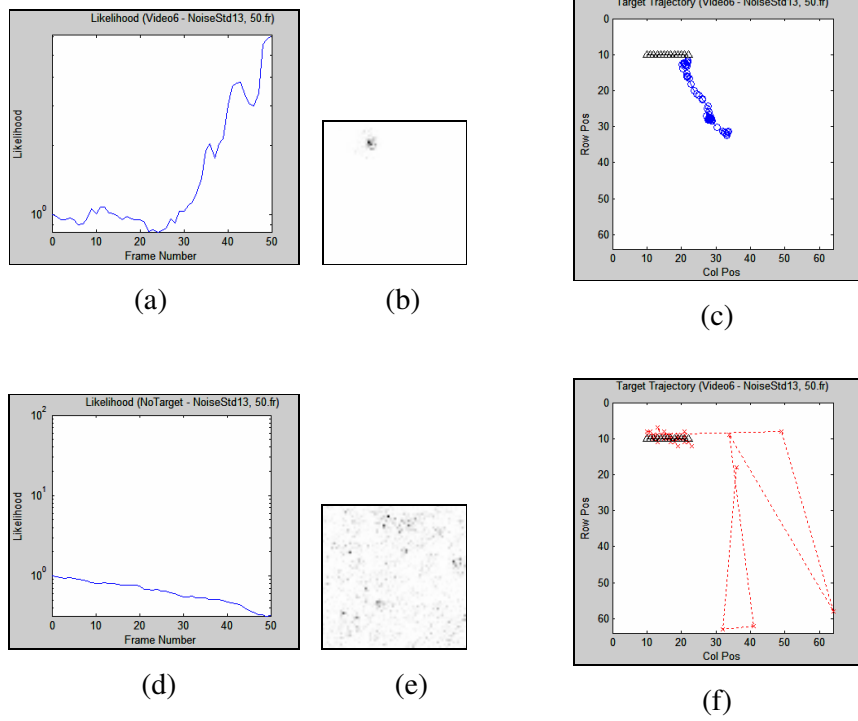 Likelihood (Video6 - NoiseStd13, 50.fr)
Likelihood
10^0
0 10 20 30 40 50
Frame Number
(a)
(b)
Target Trajectory (Video6 - NoiseStd13, 50.fr)
0
10
20
30
40
50
60
Row Pos
0 10 20 30 40 50 60
Col Pos
(c)
Likelihood (NoTarget - NoiseStd13, 50.fr)
10^2
10^1
10^0
Likelihood
0 10 20 30 40 50
Frame Number
(d)
(e)
Target Trajectory (Video6 - NoiseStd13, 50.fr)
0
10
20
30
40
50
60
Row Pos
0 10 20 30 40 50 60
Col Pos
(f)